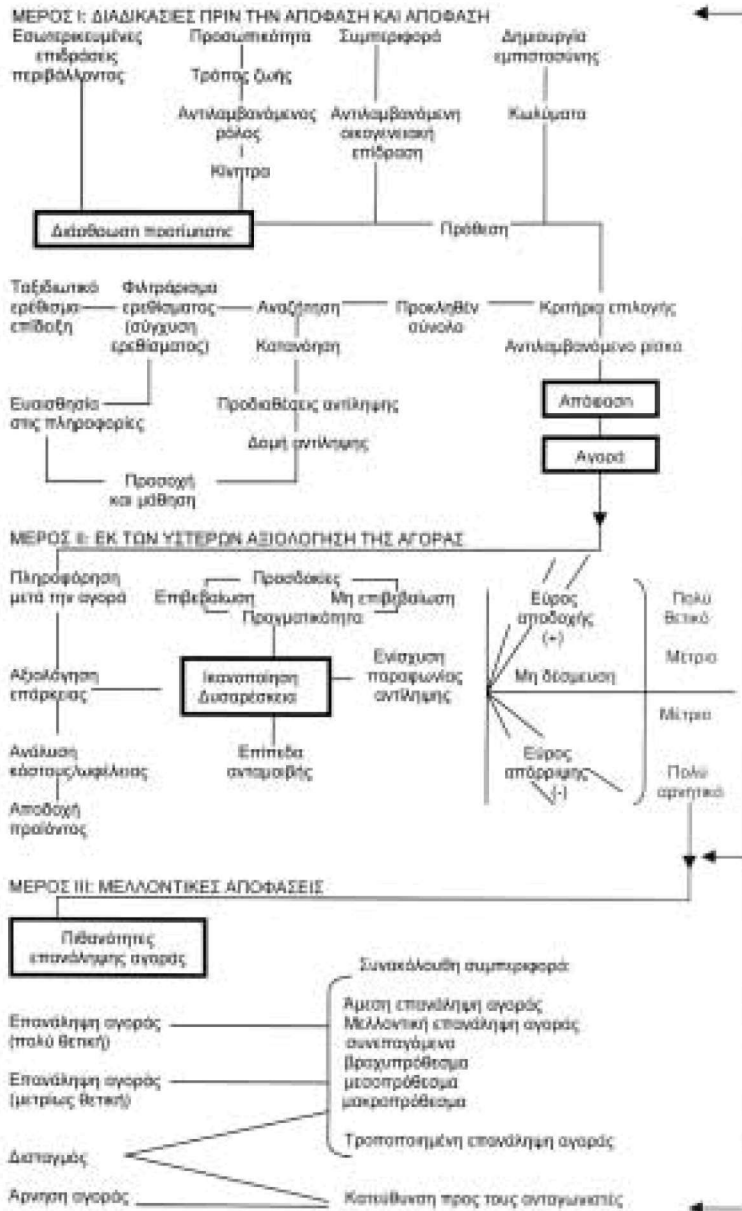 ΜΕΡΟΣ Ι: ΔΙΑΔΙΚΑΣΙΕΣ ΠΡΙΝ ΤΗΝ ΑΠΟΦΑΣΗ ΚΑΙ ΑΠΟΦΑΣΗ
Εσωτερικευμένες επιδράσεις περιβάλλοντος
Προσωπικότητα
Τρόπος ζωής
Αντιλαμβανόμενος ρόλος
Κίνητρα
Συμπεριφορά
Αντιλαμβανόμενη οικογενειακή επίδραση
Δημιουργία εμπιστοσύνης
Κωλύματα
Διάρθρωση προτίμησης
Πρόθεση
Ταξιδιωτικό ερέθισμα επίδοξη
Φιλτράρισμα ερεθίσματος (σύγχυση ερεθίσματος)
Αναζήτηση
Κατανόηση
Προκληθέν σύνολο
Κριτήρια επιλογής
Αντιλαμβανόμενο ρίσκο
Ευαισθησία στις πληροφορίες
Προδιαθέσεις αντίληψης
Δομή αντίληψης
Προσοχή και μάθηση
Απόφαση
Αγορά
ΜΕΡΟΣ ΙΙ: ΕΚ ΤΩΝ ΥΣΤΕΡΩΝ ΑΞΙΟΛΟΓΗΣΗ ΤΗΣ ΑΓΟΡΑΣ
Πληροφόρηση μετά την αγορά
Προσδοκίες
Επιβεβαίωση
Μη επιβεβαίωση
Πραγματικότητα
Εύρος αποδοχής (+)
Πολύ θετικό
Μέτρια
Αξιολόγηση επάρκειας
Ικανοποίηση Δυσαρέσκεια
Ενίσχυση παραφωνίας αντίληψης
Μη δέσμευση
Μέτρια
Ανάλυση κόστους/ωφέλειας
Επίπεδα ανταμοιβής
Εύρος απόρριψης (-)
Πολύ αρνητικό
Αποδοχή προϊόντος
ΜΕΡΟΣ ΙΙΙ: ΜΕΛΛΟΝΤΙΚΕΣ ΑΠΟΦΑΣΕΙΣ
Πιθανότητες επανάληψης αγοράς
Συνακόλουθη συμπεριφορά:
Επανάληψη αγοράς (πολύ θετική)
Άμεση επανάληψη αγοράς
Μελλοντική επανάληψη αγοράς
συνεπαγόμενα
βραχυπρόθεσμα
Επανάληψη αγοράς (μετρίως θετική)
μεσοπρόθεσμα
μακροπρόθεσμα
Τροποποιημένη επανάληψη αγοράς
Δισταγμός
Άρνηση αγοράς
Κατεύθυνση προς τους ανταγωνιστές